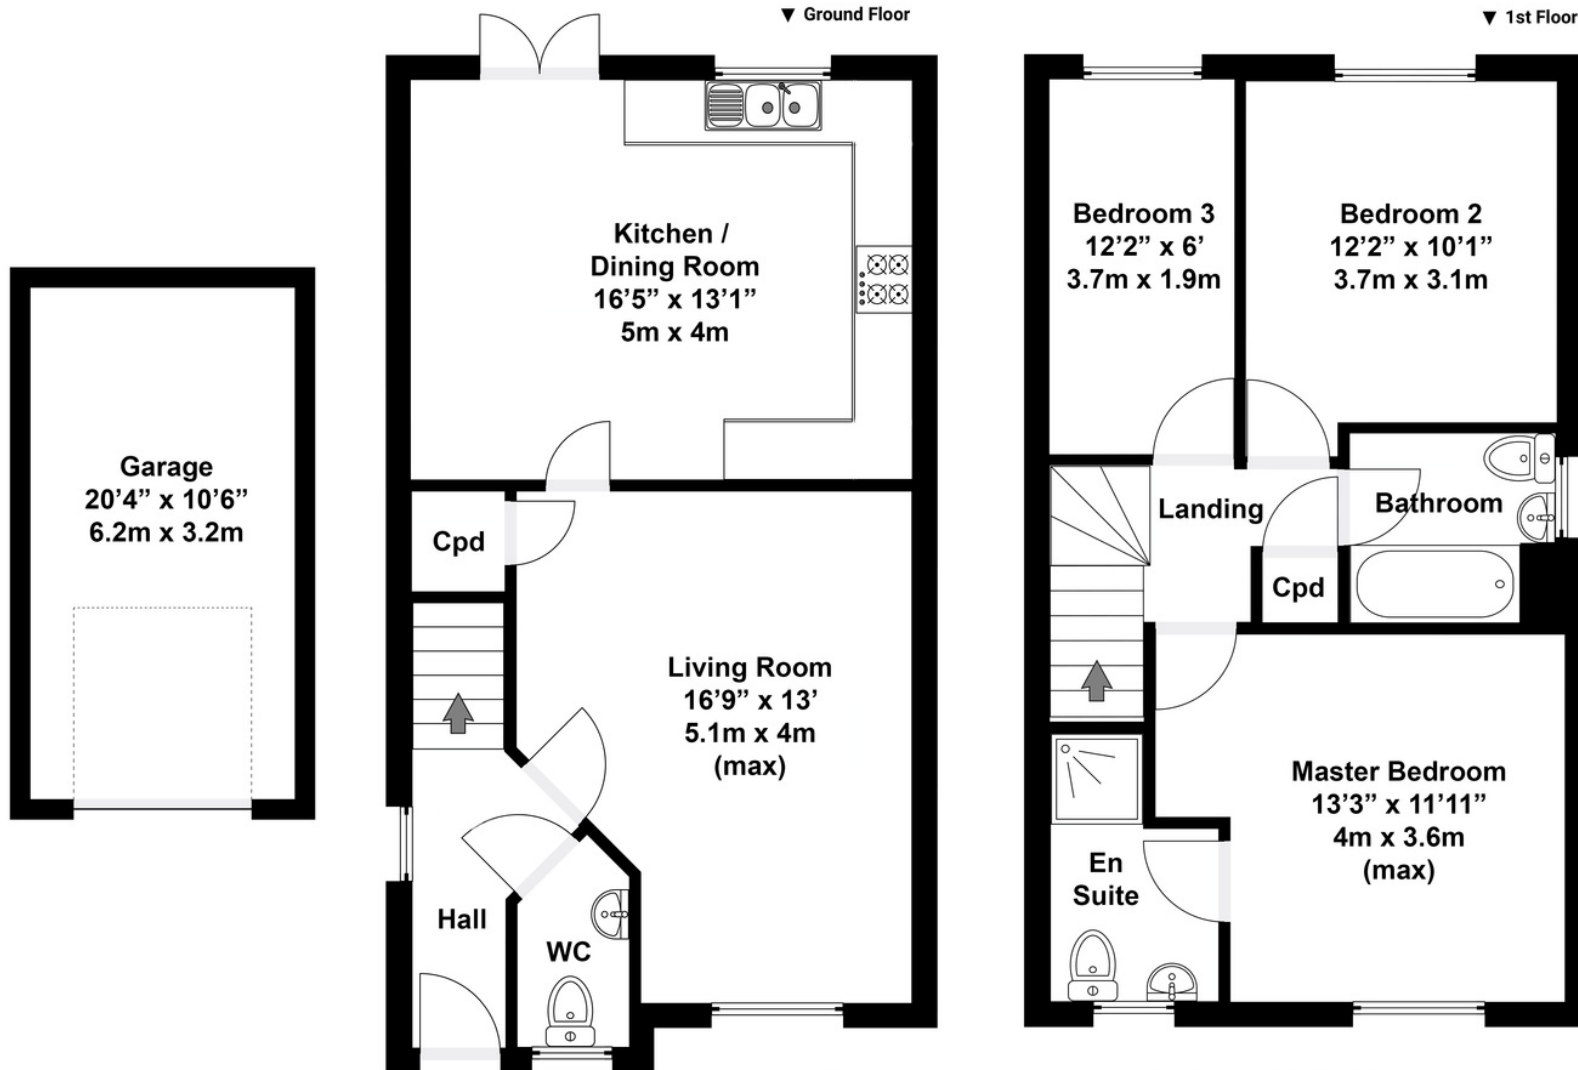 ▼ Ground Floor
▼ 1st Floor
Kitchen /
Dining Room
16’5” x 13’1”
5m x 4m
Bedroom 3
12’2” x 6’
3.7m x 1.9m
Bedroom 2
12’2” x 10’1”
3.7m x 3.1m
Garage
20’4” x 10’6”
6.2m x 3.2m
Cpd
Landing
Bathroom
Cpd
Living Room
16’9” x 13’
5.1m x 4m
(max)
Master Bedroom
13’3” x 11’11”
4m x 3.6m
(max)
En
Suite
Hall
WC